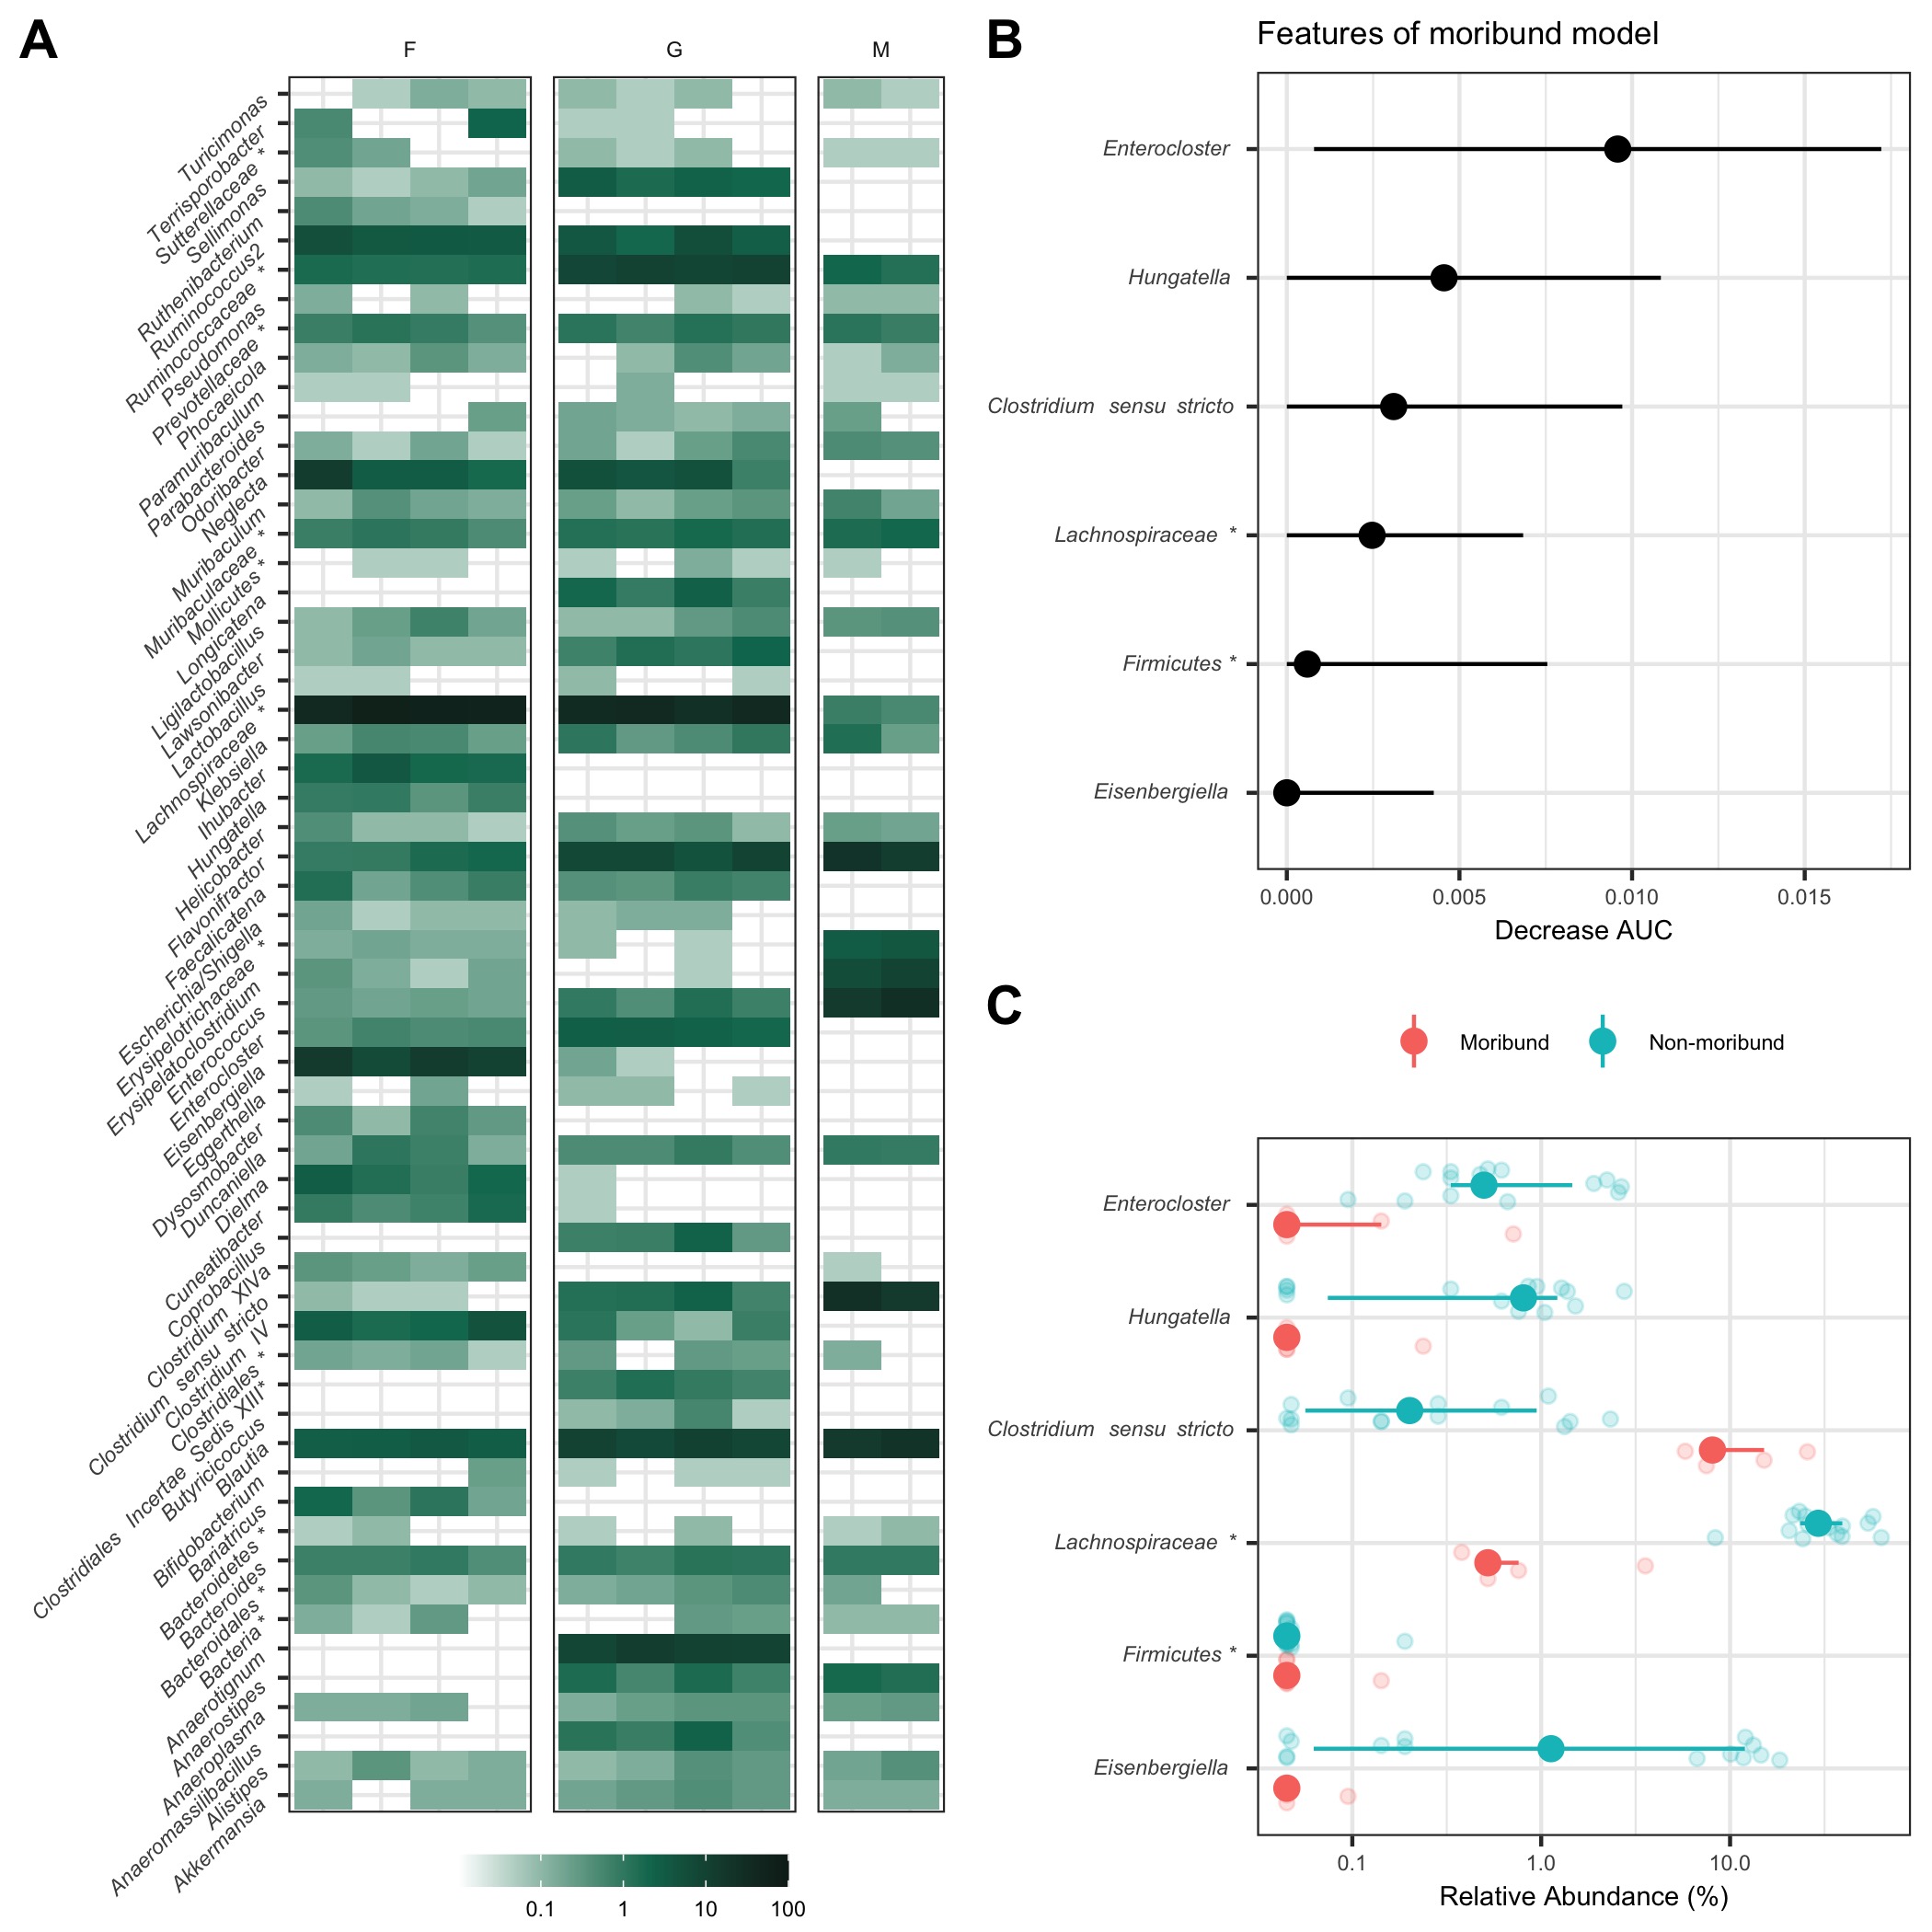 A
F G M
Turicimonas
Terrisporobacter
Sutterellaceae *
Sellimonas
Ruthenibacterium
Ruminococcus2
Ruminococcaceae *
Pseudomonas
Prevotellaceae *
Phocaeicola
Paramuribaculum
Parabacteroides
Odoribacter
Neglecta
Muribaculum
Muribaculaceae *
Mollicutes *
Longicatena
Ligilactobacillus
Lawsonibacter
Lactobacillus
Lachnospiraceae *
Klebsiella
Ihubacter
Hungatella
Helicobacter
Flavonifractor
Faecalicatena
Escherichia/Shigella
Erysipelotrichaceae *
Erysipelatoclostridium
Enterococcus
Enterocloster
Eisenbergiella
Eggerthella
Dysosmobacter
Duncaniella
Dielma
Cuneatibacter
Coprobacillus
Clostridium XIVa
Clostridium sensu stricto
Clostridium IV
Clostridiales *
Clostridiales Incertae Sedis XIII*
Butyricicoccus
Blautia
Bifidobacterium
Bariatricus
Bacteroidetes *
Bacteroides
Bacteroidales *
Bacteria *
Anaerotignum
Anaerostipes
Anaeroplasma
Anaeromassilibacillus
Alistipes
Akkermansia
0.1 1 10 100
B
Features of moribund model
Enterocloster
Hungatella
Clostridium sensu stricto
Lachnospiraceae *
Firmicutes *
Eisenbergiella
0.000 0.005 0.010 0.015
Decrease AUC
C
Moribund Non-moribund
Enterocloster
Hungatella
Clostridium sensu stricto
Lachnospiraceae *
Firmicutes *
Eisenbergiella
0.1 1.0 10.0
Relative Abundance (%)